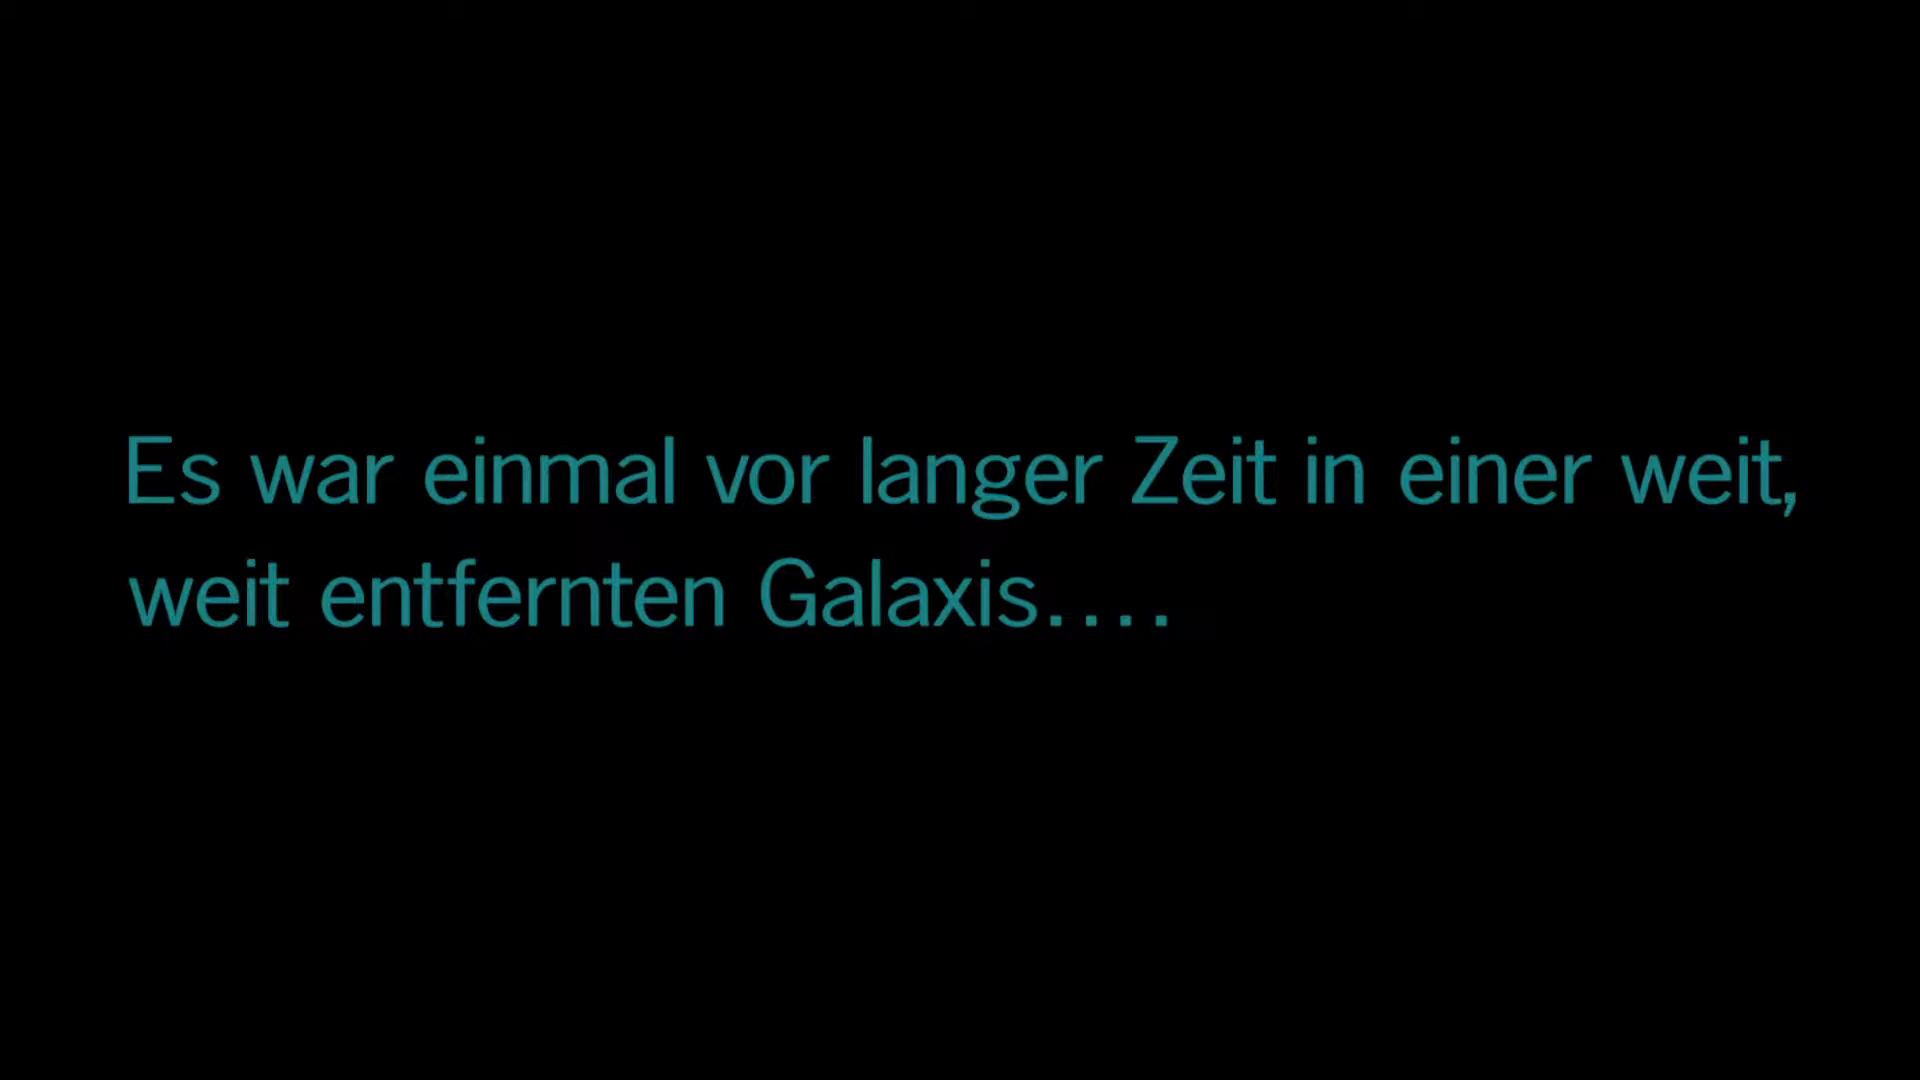 Es war einmal vor langer Zeit in einer weit,
weit entfernten Galaxis....